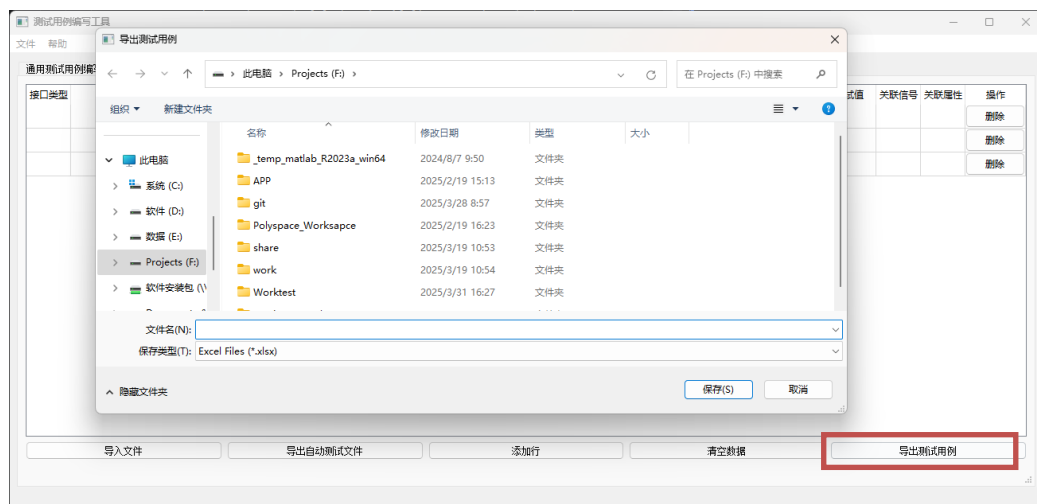 测试用例编写工具
文件 帮助
导出测试用例
通用测试用例编
此电脑 › Projects (F:) ›
在 Projects (F:) 中搜索
接口类型
试值 关联信号 关联属性 操作
组织 新建文件夹
删除
删除
删除
名称 修改日期 类型 大小
此电脑
系统 (C:)
软件 (D:)
数据 (E:)
Projects (F:)
软件安装包 (\\
_temp_matlab_R2023a_win64 2024/8/7 9:50 文件夹
APP 2025/2/19 15:13 文件夹
git 2025/3/28 8:57 文件夹
Polyspace_Worksapce 2025/2/19 16:23 文件夹
share 2025/3/19 10:53 文件夹
work 2025/3/19 10:54 文件夹
Worktest 2025/3/31 16:27 文件夹
文件名(N):
保存类型(T): Excel Files (*.xlsx)
隐藏文件夹
保存(S) 取消
导入文件 导出自动测试文件 添加行 清空数据 导出测试用例